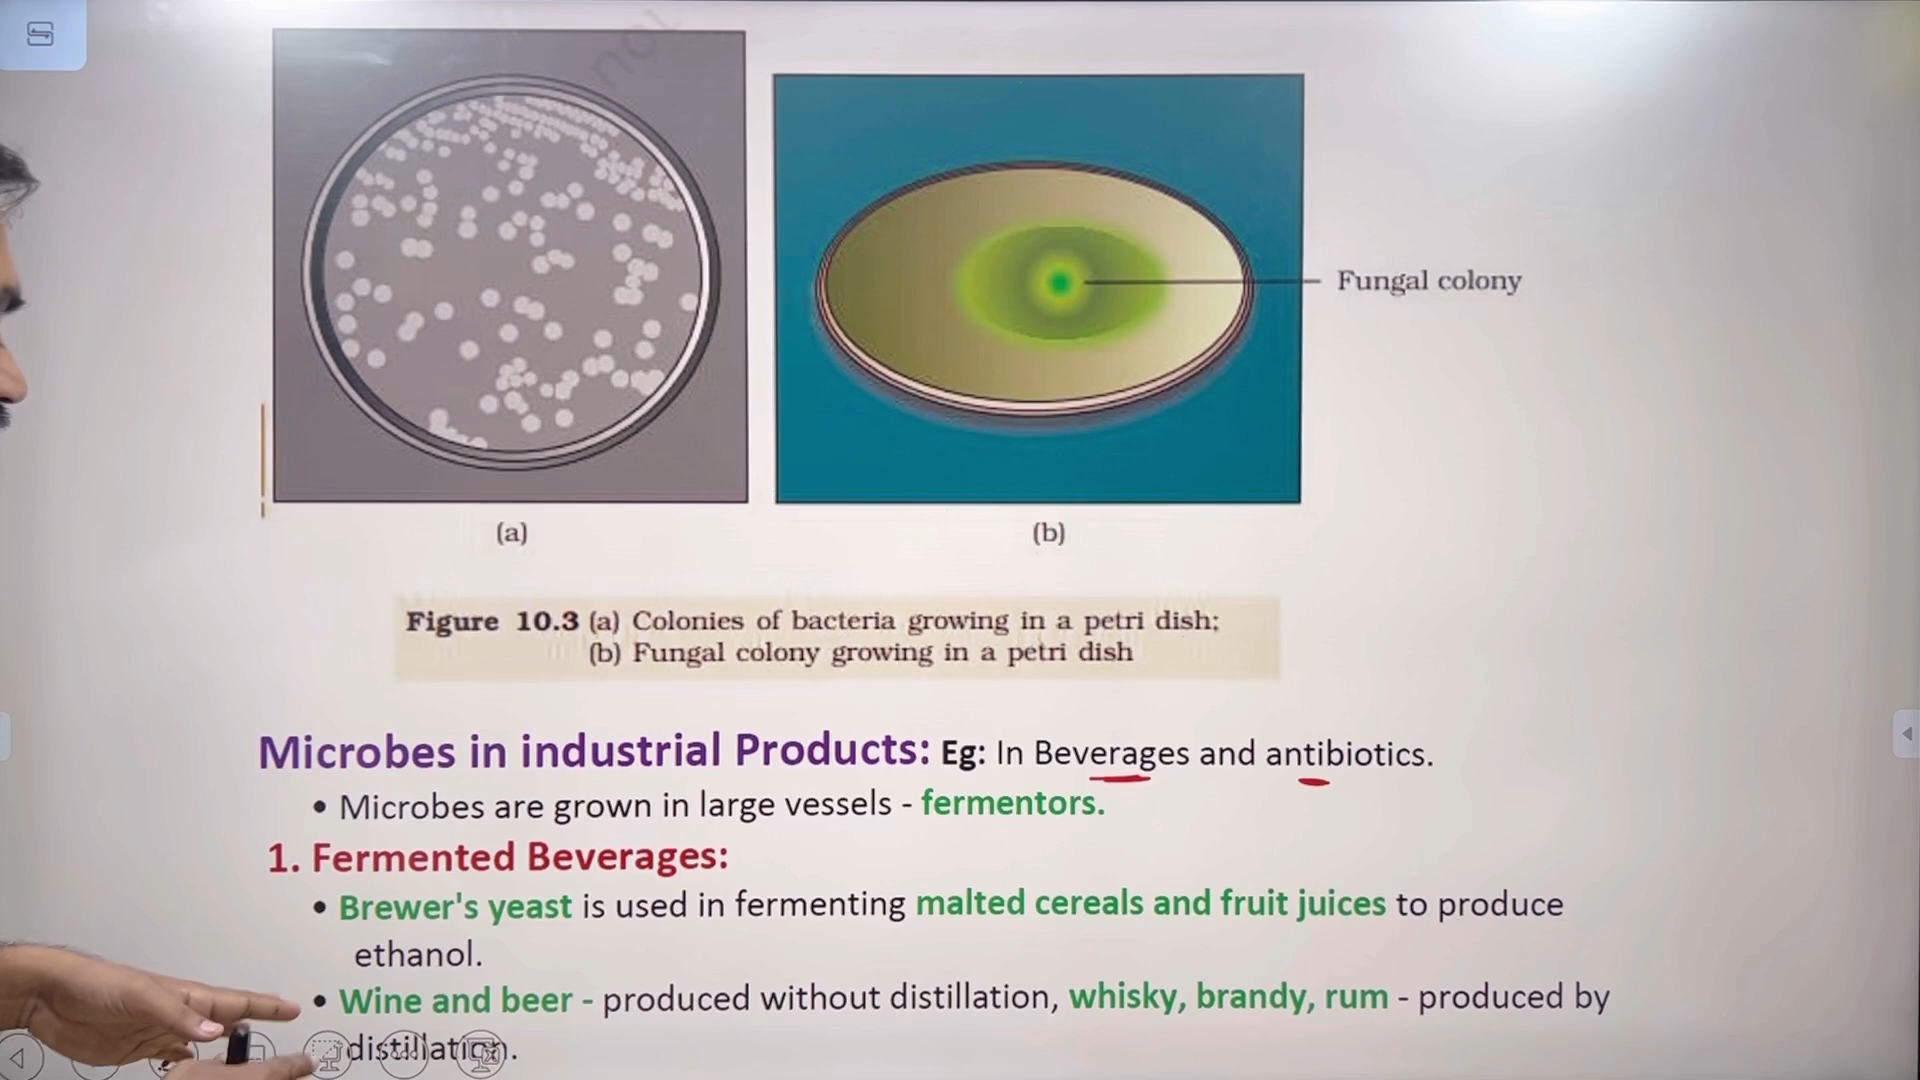 not
Fungal colony
(a)
(b)
Figure 10.3 (a) Colonies of bacteria growing in a petri dish;
(b) Fungal colony growing in a petri dish
Microbes in industrial Products: Eg: In Beverages and antibiotics.
• Microbes are grown in large vessels - fermentors.
1. Fermented Beverages:
• Brewer's yeast is used in fermenting malted cereals and fruit juices to produce
ethanol.
• Wine and beer - produced without distillation, whisky, brandy, rum - produced by
distillation.